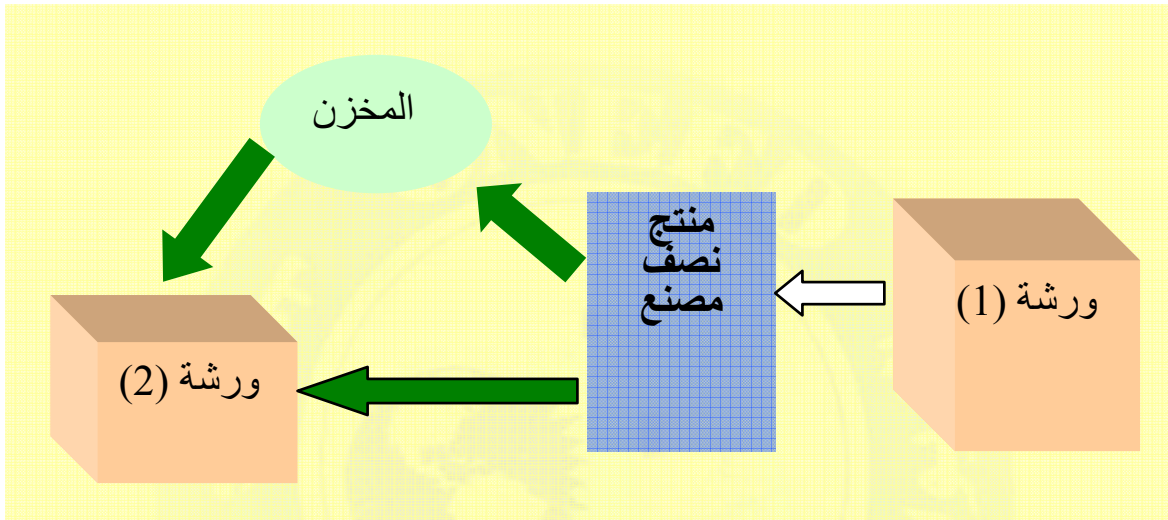 المخزن
منتج
نصف
مصنع
ورشة (1)
ورشة (2)